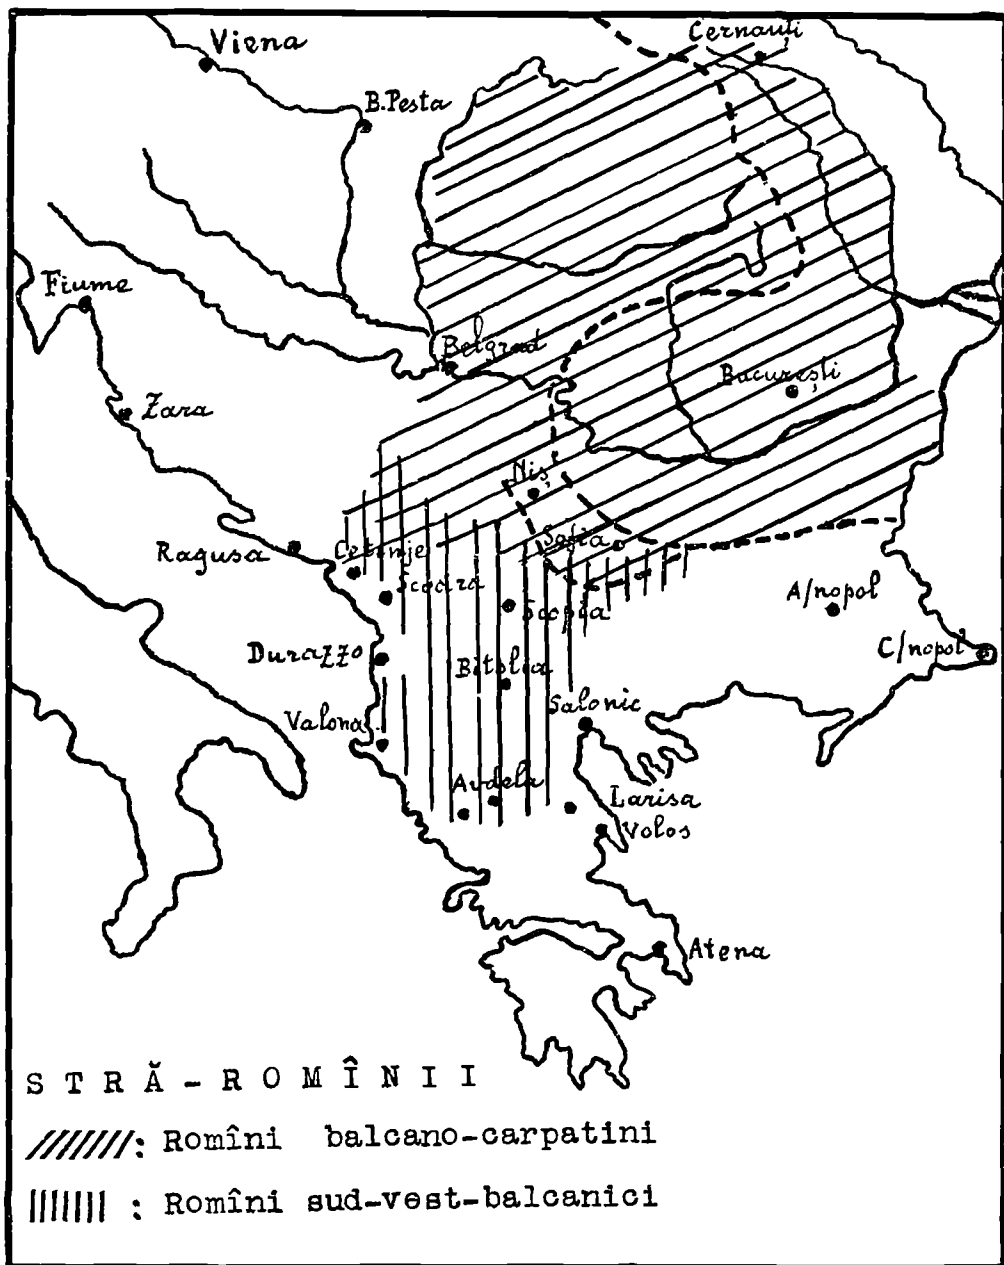 Cernauți
Viena
B.Pesta
Fiume
Belgrad
Zara
București
Niș
Ragusa
Cetinje
Sofia
Scodra
Scopia
A/nopol
Durazzo
Bitolia
C/nopol
Valona
Salonic
Avdela
Larisa
Volos
Atena
STRĂ-ROMÎNII
: Romîni balcano-carpatini
: Romîni sud-vest-balcanici